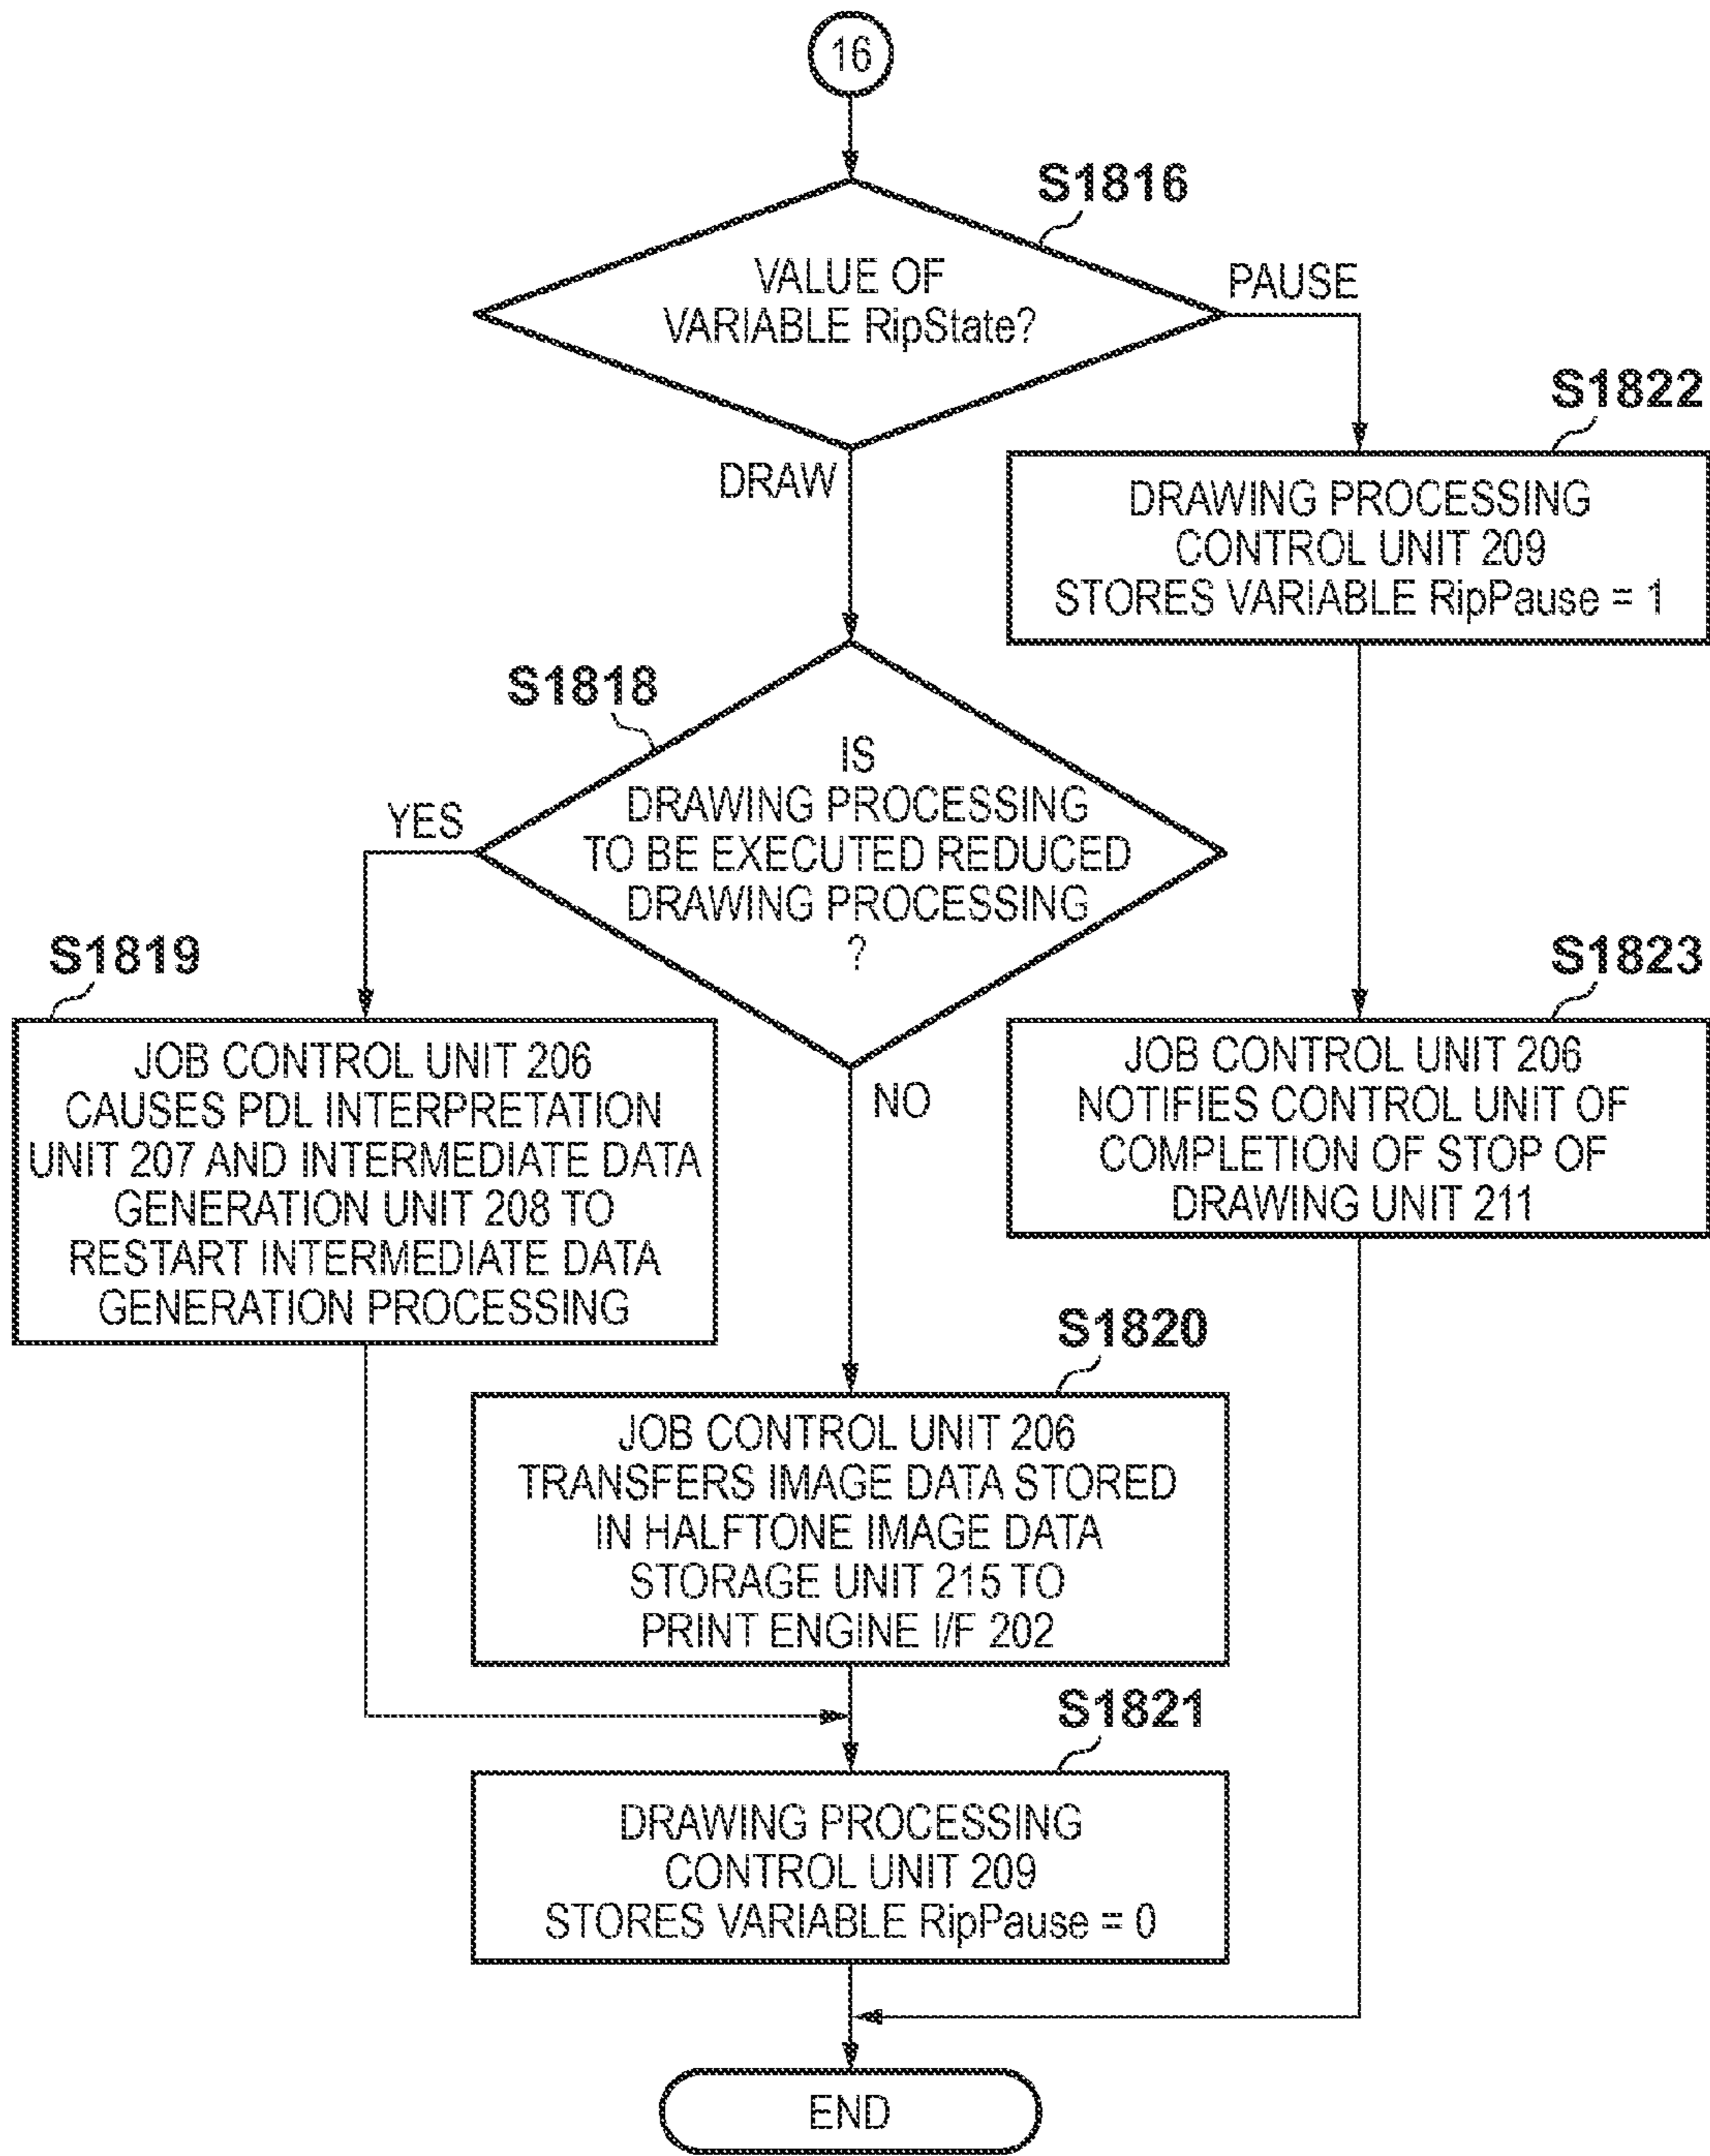 16
S1816
VALUE OF
VARIABLE RipState?
PAUSE
DRAW
S1822
DRAWING PROCESSING
CONTROL UNIT 209
STORES VARIABLE RipPause = 1
S1818
IS
DRAWING PROCESSING
TO BE EXECUTED REDUCED
DRAWING PROCESSING
?
YES
NO
S1819
JOB CONTROL UNIT 206
CAUSES PDL INTERPRETATION
UNIT 207 AND INTERMEDIATE DATA
GENERATION UNIT 208 TO
RESTART INTERMEDIATE DATA
GENERATION PROCESSING
S1823
JOB CONTROL UNIT 206
NOTIFIES CONTROL UNIT OF
COMPLETION OF STOP OF
DRAWING UNIT 211
S1820
JOB CONTROL UNIT 206
TRANSFERS IMAGE DATA STORED
IN HALFTONE IMAGE DATA
STORAGE UNIT 215 TO
PRINT ENGINE I/F 202
S1821
DRAWING PROCESSING
CONTROL UNIT 209
STORES VARIABLE RipPause = 0
END